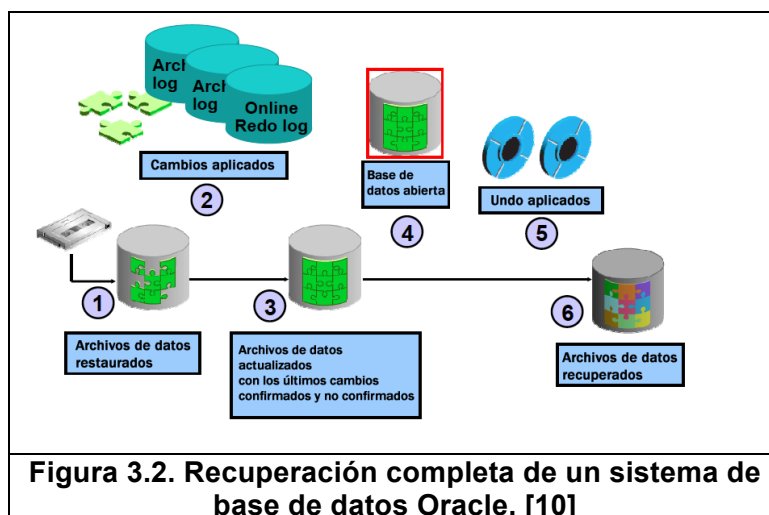 Arch
log
Arch
log
Online
Redo log
Cambios aplicados
2
Base de
datos abierta
4
Undo aplicados
5
1
Archivos de datos
restaurados
3
Archivos de datos
actualizados
con los últimos cambios
confirmados y no confirmados
6
Archivos de datos
recuperados
Figura 3.2. Recuperación completa de un sistema de
base de datos Oracle. [10]